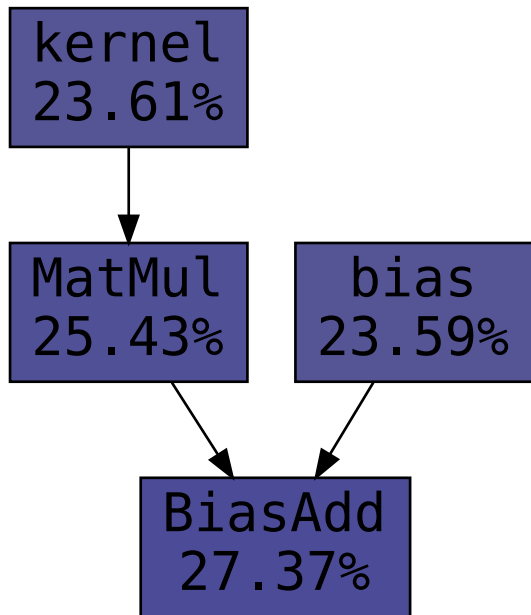 kernel
23.61%
MatMul
25.43%
bias
23.59%
BiasAdd
27.37%